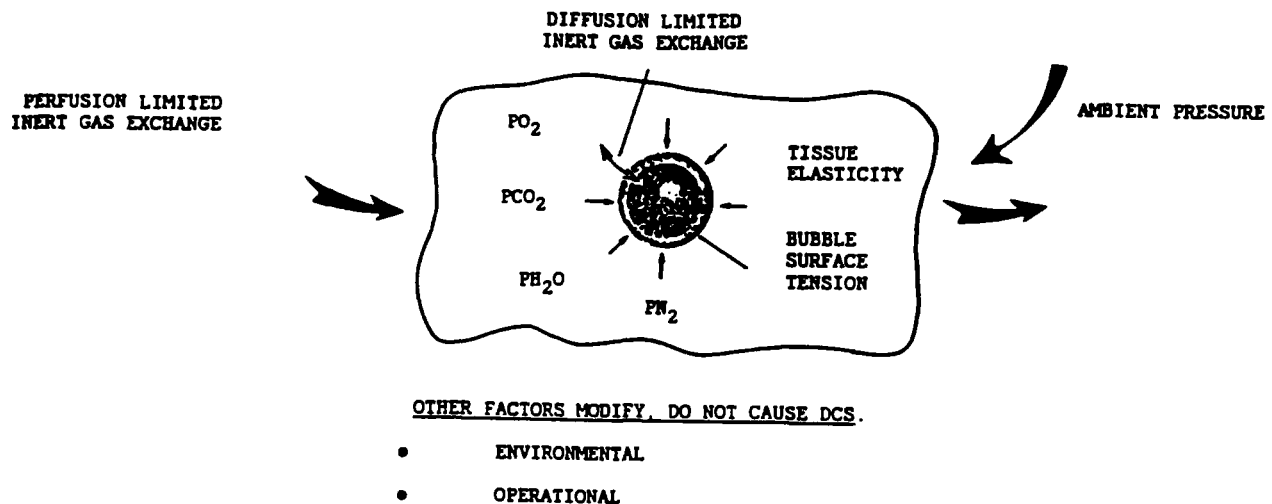 DIFFUSION LIMITED
INERT GAS EXCHANGE
PERFUSION LIMITED
INERT GAS EXCHANGE
AMBIENT PRESSURE
PO₂
TISSUE
ELASTICITY
PCO₂
BUBBLE
SURFACE
TENSION
PH₂O
PN₂
OTHER FACTORS MODIFY, DO NOT CAUSE DCS.
• ENVIRONMENTAL
• OPERATIONAL